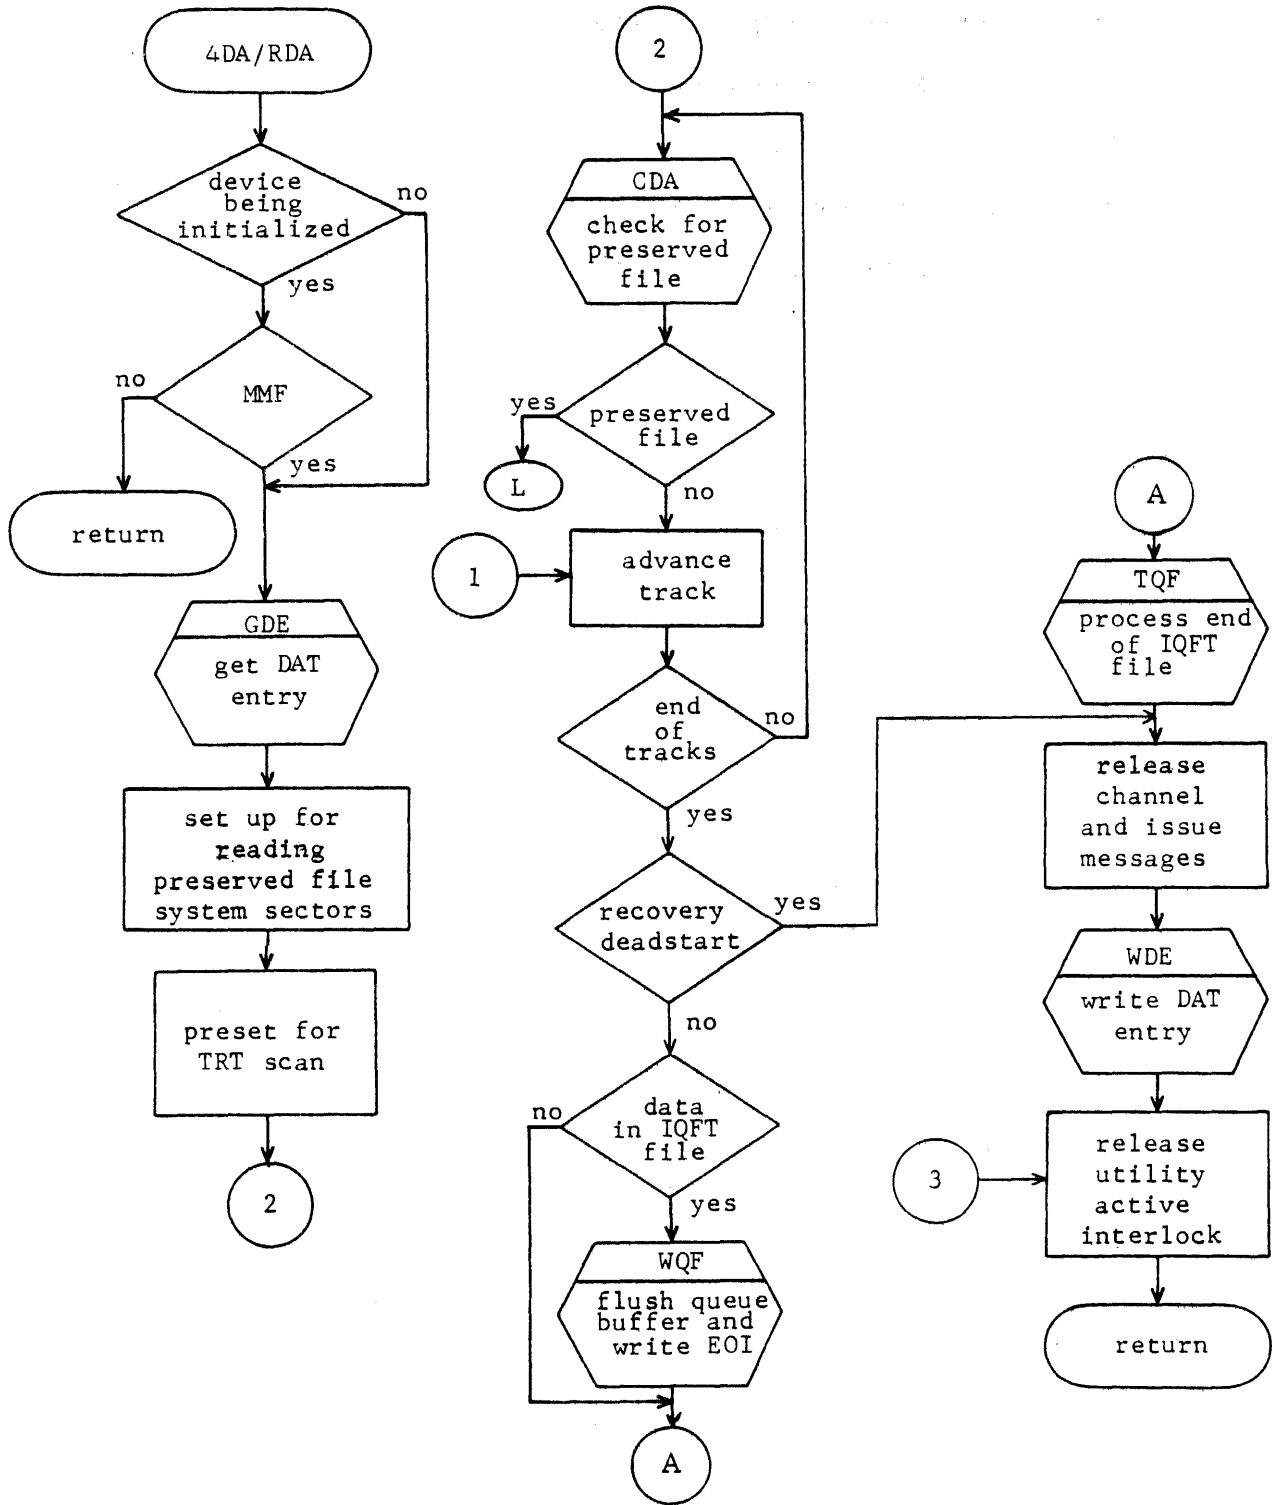 4DA/RDA
device
being
initialized
no
yes
MMF
no
yes
return
GDE
get DAT
entry
set up for
reading
preserved file
system sectors
preset for
TRT scan
2
2
CDA
check for
preserved
file
preserved
file
yes
L
no
1
advance
track
end
of
tracks
no
yes
recovery
deadstart
yes
no
data
in IQFT
file
no
yes
WQF
flush queue
buffer and
write EOI
A
A
TQF
process end
of IQFT
file
release
channel
and issue
messages
WDE
write DAT
entry
3
release
utility
active
interlock
return